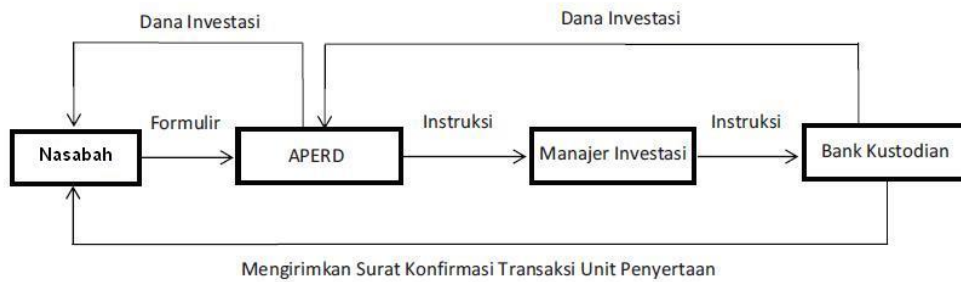 Dana Investasi
Dana Investasi
Formulir
Instruksi
Instruksi
Nasabah
APERD
Manajer Investasi
Bank Kustodian
Mengirimkan Surat Konfirmasi Transaksi Unit Penyertaan